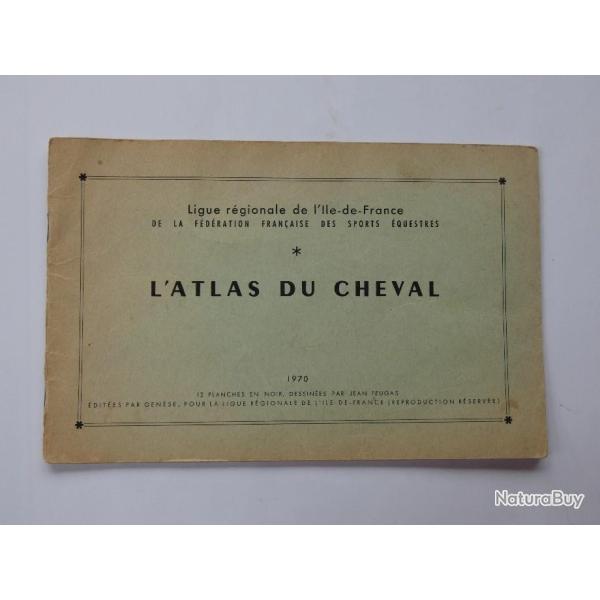 Ligue régionale de l'Ile-de-France
DE LA FÉDÉRATION FRANÇAISE DES SPORTS ÉQUESTRES
*
L'ATLAS DU CHEVAL
1970
12 PLANCHES EN NOIR, DESSINÉES PAR JEAN FEUGAS
ÉDITÉES PAR GENÈSE, POUR LA LIGUE RÉGIONALE DE L'ILE-DE-FRANCE (REPRODUCTION RÉSERVÉE)
NaturaBuy